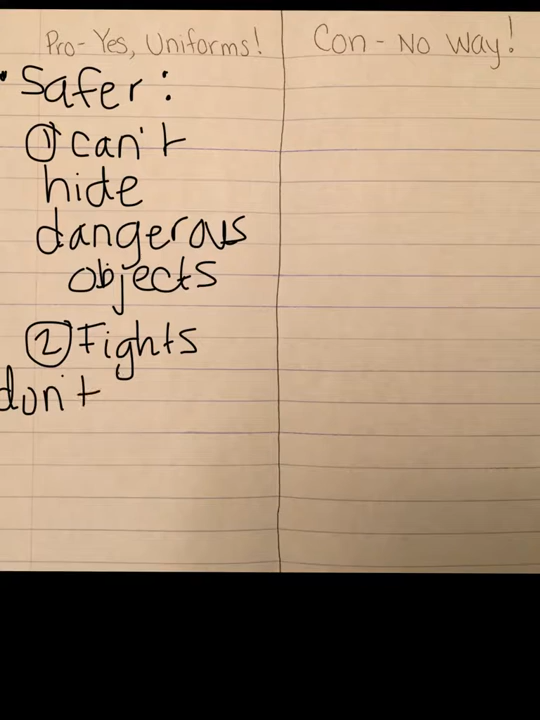 Pro- Yes, Uniforms!
Con - No Way!
• Safer:
① can't
hide
dangerous
objects
② Fights
don't